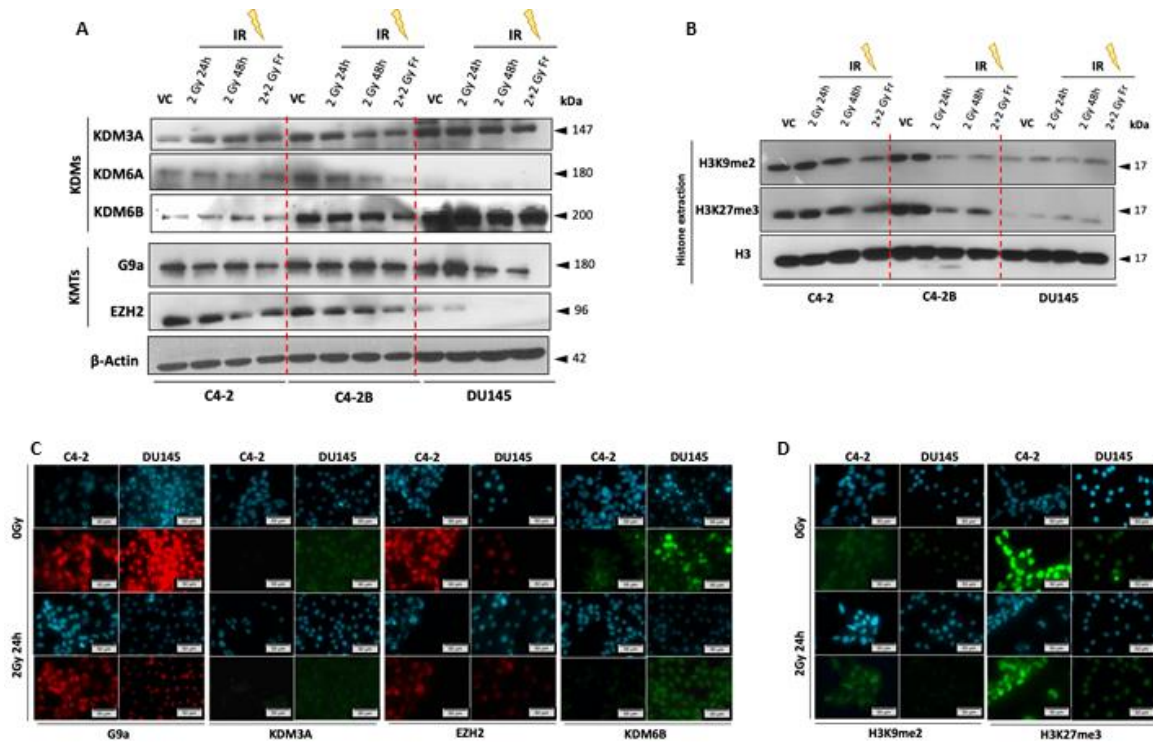 A
IR IR IR
VC 2 Gy 24h 2 Gy 48h 2+2 Gy Fr VC 2 Gy 24h 2 Gy 48h 2+2 Gy Fr VC 2 Gy 24h 2 Gy 48h 2+2 Gy Fr kDa
KDMs
KDM3A 147
KDM6A 180
KDM6B 200
KMTs
G9a 180
EZH2 96
β-Actin 42
C4-2 C4-2B DU145
B
IR IR IR
VC 2 Gy 24h 2 Gy 48h 2+2 Gy Fr VC 2 Gy 24h 2 Gy 48h 2+2 Gy Fr VC 2 Gy 24h 2 Gy 48h 2+2 Gy Fr kDa
Histone extraction
H3K9me2 17
H3K27me3 17
H3 17
C4-2 C4-2B DU145
C
C4-2 DU145 C4-2 DU145 C4-2 DU145 C4-2 DU145
0Gy
2Gy 24h
G9a KDM3A EZH2 KDM6B
D
C4-2 DU145 C4-2 DU145
0Gy
2Gy 24h
H3K9me2 H3K27me3